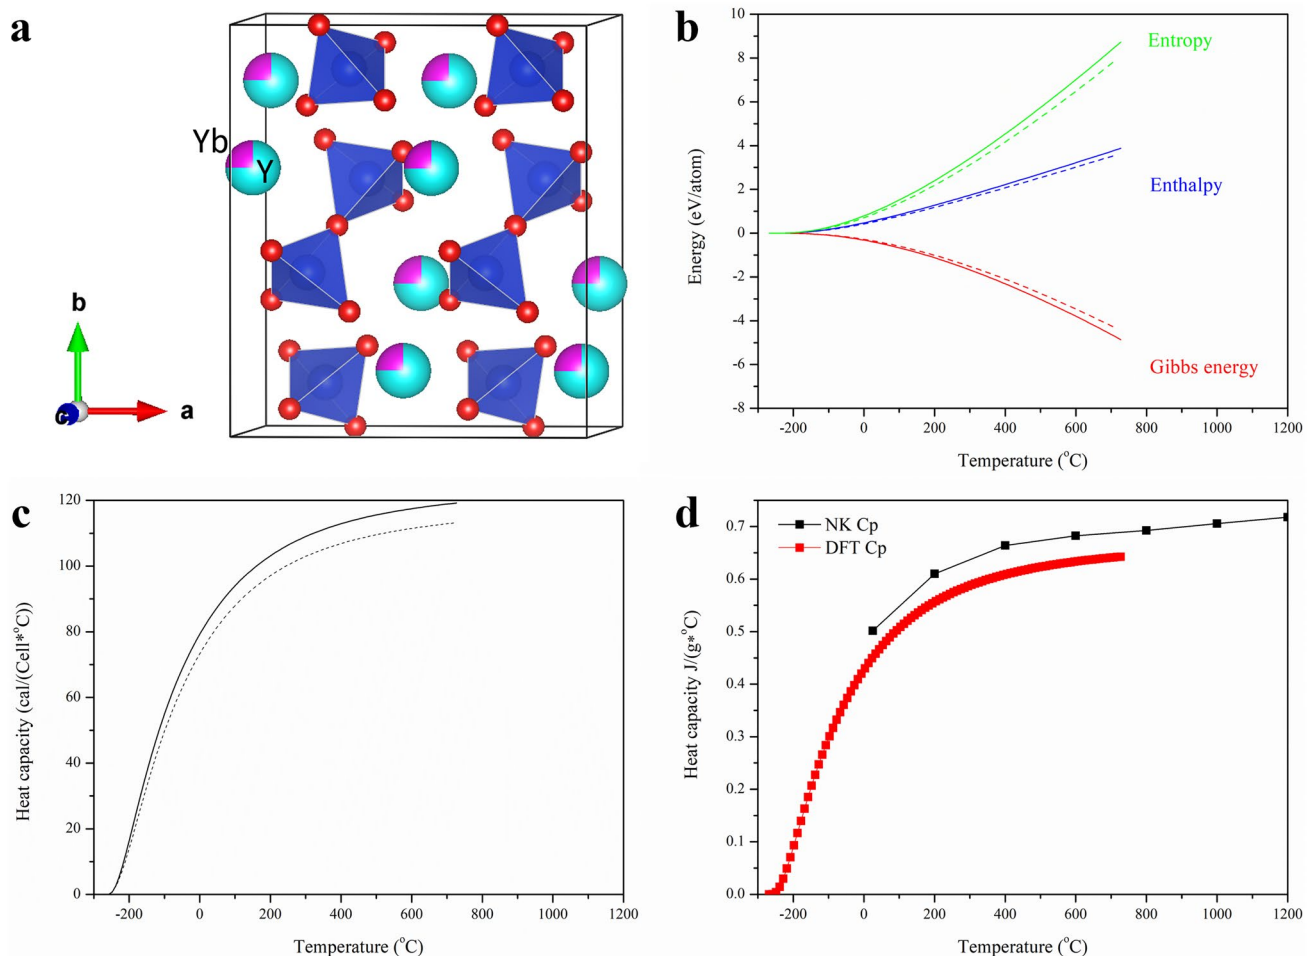 a
Yb
Y
b
a
c
b
10
8
6
4
2
0
-2
-4
-6
-8
Energy (eV/atom)
Entropy
Enthalpy
Gibbs energy
-200 0 200 400 600 800 1000 1200
Temperature (°C)
c
120
100
80
60
40
20
0
Heat capacity (cal/(Cell*°C))
-200 0 200 400 600 800 1000 1200
Temperature (°C)
d
NK Cp
DFT Cp
0.7
0.6
0.5
0.4
0.3
0.2
0.1
0.0
Heat capacity J/(g*°C)
-200 0 200 400 600 800 1000 1200
Temperature (°C)